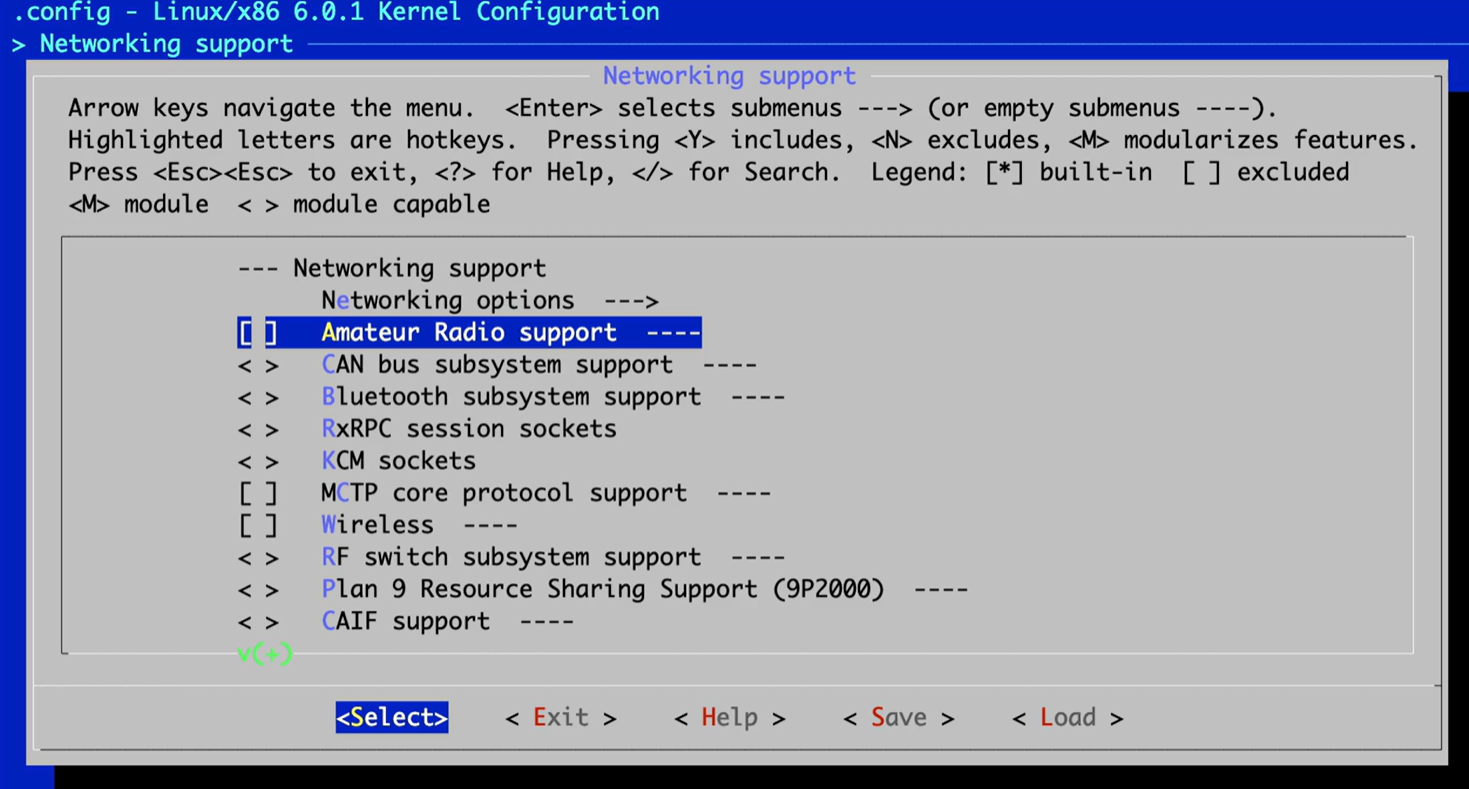 .config - Linux/x86 6.0.1 Kernel Configuration
> Networking support
Networking support
Arrow keys navigate the menu.  <Enter> selects submenus ---> (or empty submenus ----).
Highlighted letters are hotkeys.  Pressing <Y> includes, <N> excludes, <M> modularizes features.
Press <Esc><Esc> to exit, <?> for Help, </> for Search.  Legend: [*] built-in  [ ] excluded
<M> module  < > module capable
--- Networking support
Networking options  --->
[ ]   Amateur Radio support  ----
< >   CAN bus subsystem support  ----
< >   Bluetooth subsystem support  ----
< >   RxRPC session sockets
< >   KCM sockets
[ ]   MCTP core protocol support  ----
[ ]   Wireless  ----
< >   RF switch subsystem support  ----
< >   Plan 9 Resource Sharing Support (9P2000)  ----
< >   CAIF support  ----
v(+)
<Select>    < Exit >    < Help >    < Save >    < Load >